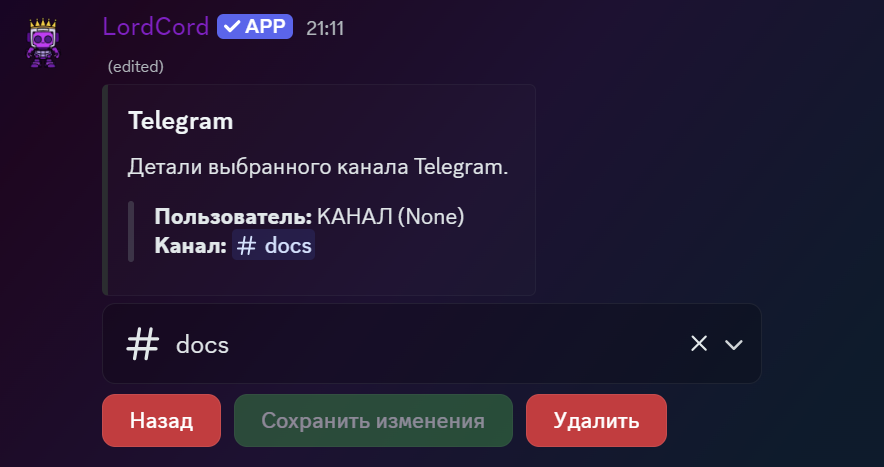 LordCord APP 21:11
(edited)
Telegram
Детали выбранного канала Telegram.
Пользователь: КАНАЛ (None)
Канал: # docs
# docs
Назад Сохранить изменения Удалить